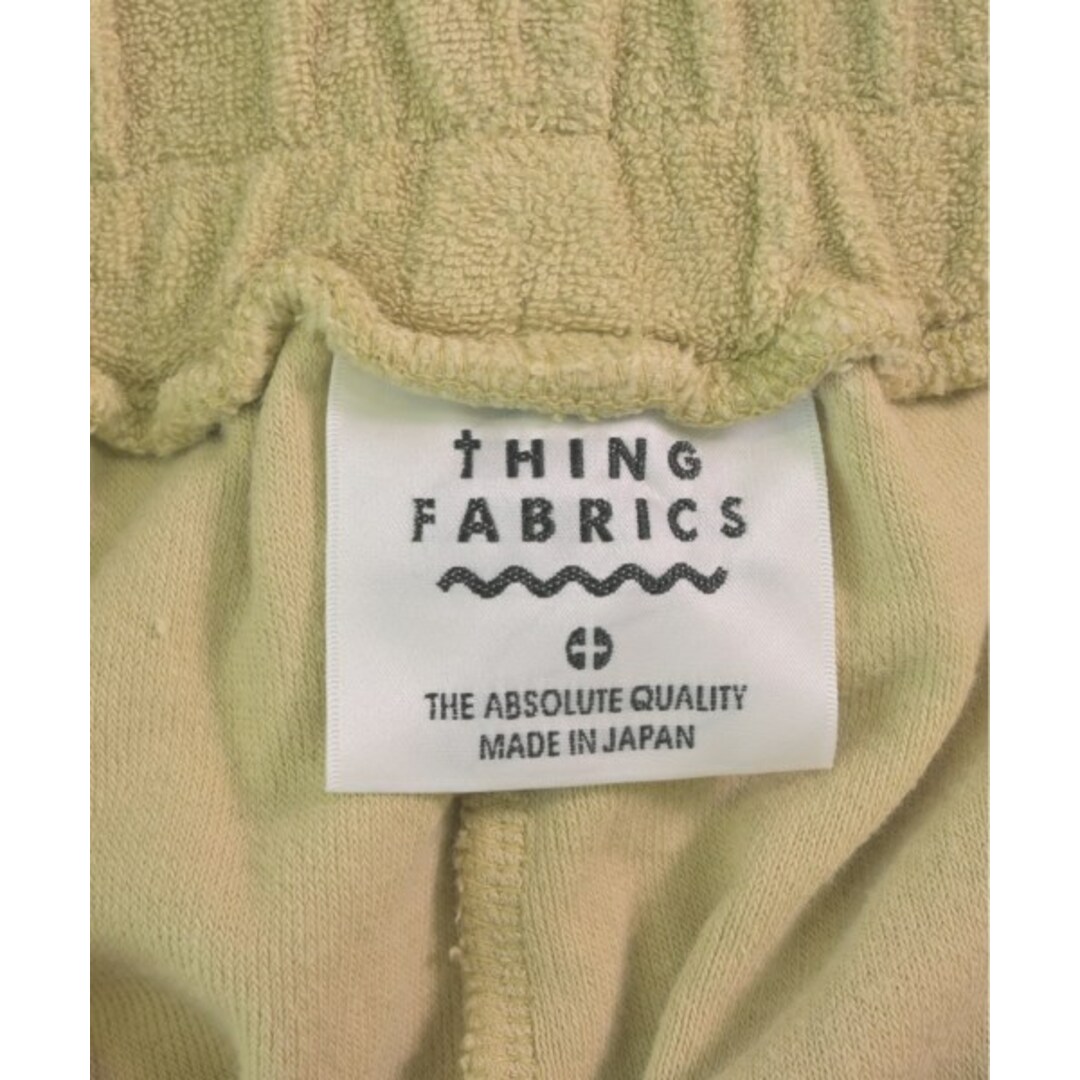 tHING
FABRICS
THE ABSOLUTE QUALITY
MADE IN JAPAN